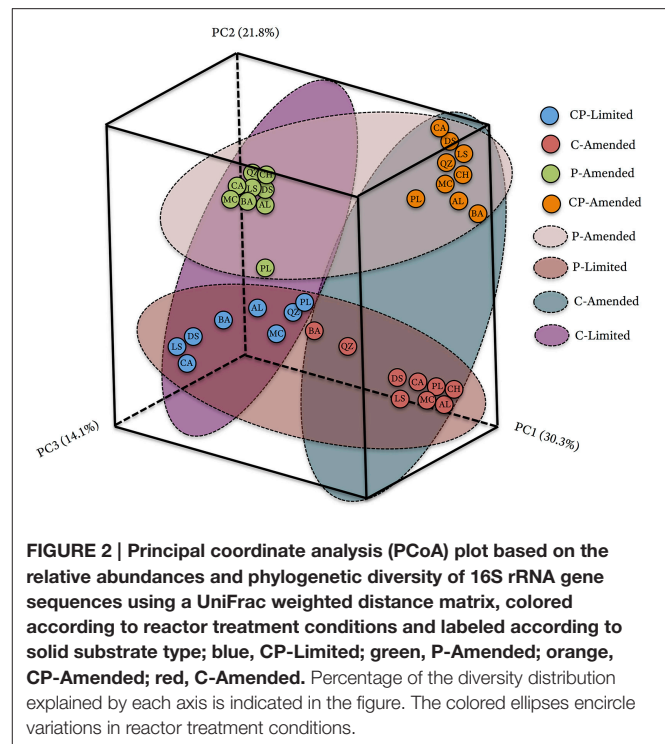 PC2 (21.8%)
CA
DS
LS
QZ
CH
MC
PL
AL
BA
QZ
CH
CA
LS
DS
MC
BA
AL
PL
PL
AL
QZ
BA
MC
DS
LS
CA
BA
QZ
DS
CA
PL
CH
LS
MC
AL
PC3 (14.1%)
PC1 (30.3%)
CP-Limited
C-Amended
P-Amended
CP-Amended
P-Amended
P-Limited
C-Amended
C-Limited
FIGURE 2 | Principal coordinate analysis (PCoA) plot based on the
relative abundances and phylogenetic diversity of 16S rRNA gene
sequences using a UniFrac weighted distance matrix, colored
according to reactor treatment conditions and labeled according to
solid substrate type; blue, CP-Limited; green, P-Amended; orange,
CP-Amended; red, C-Amended. Percentage of the diversity distribution
explained by each axis is indicated in the figure. The colored ellipses encircle
variations in reactor treatment conditions.